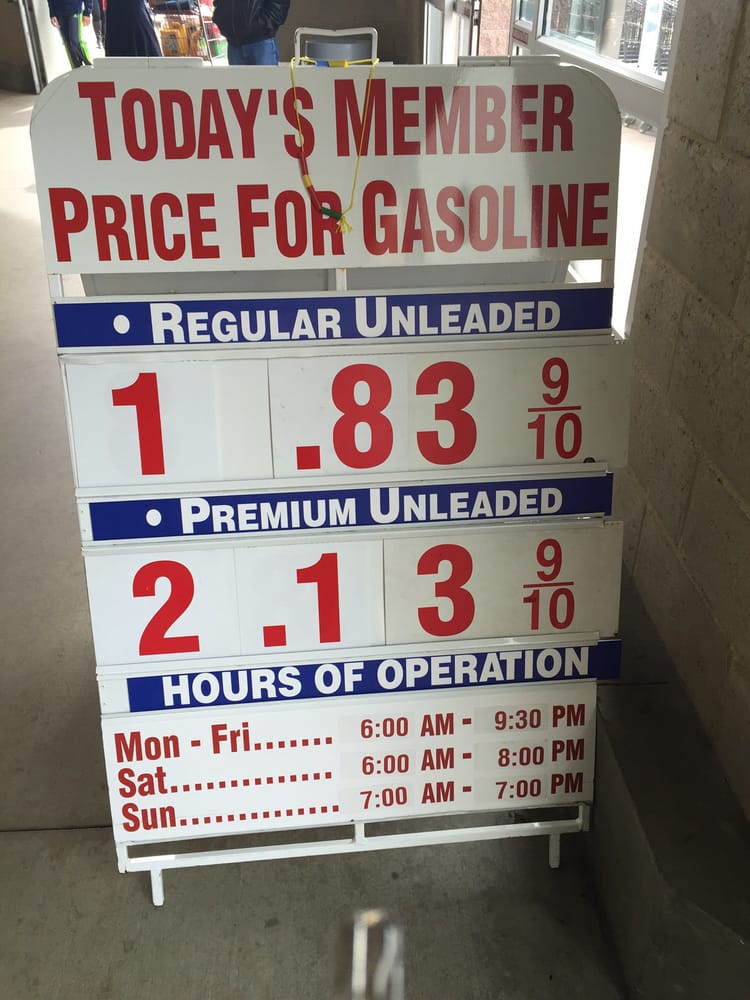 TODAY'S MEMBER
PRICE FOR GASOLINE
• REGULAR UNLEADED
1 .83 9/10
• PREMIUM UNLEADED
2 .13 9/10
HOURS OF OPERATION
Mon - Fri....... 6:00 AM - 9:30 PM
Sat.............. 6:00 AM - 8:00 PM
Sun.............. 7:00 AM - 7:00 PM